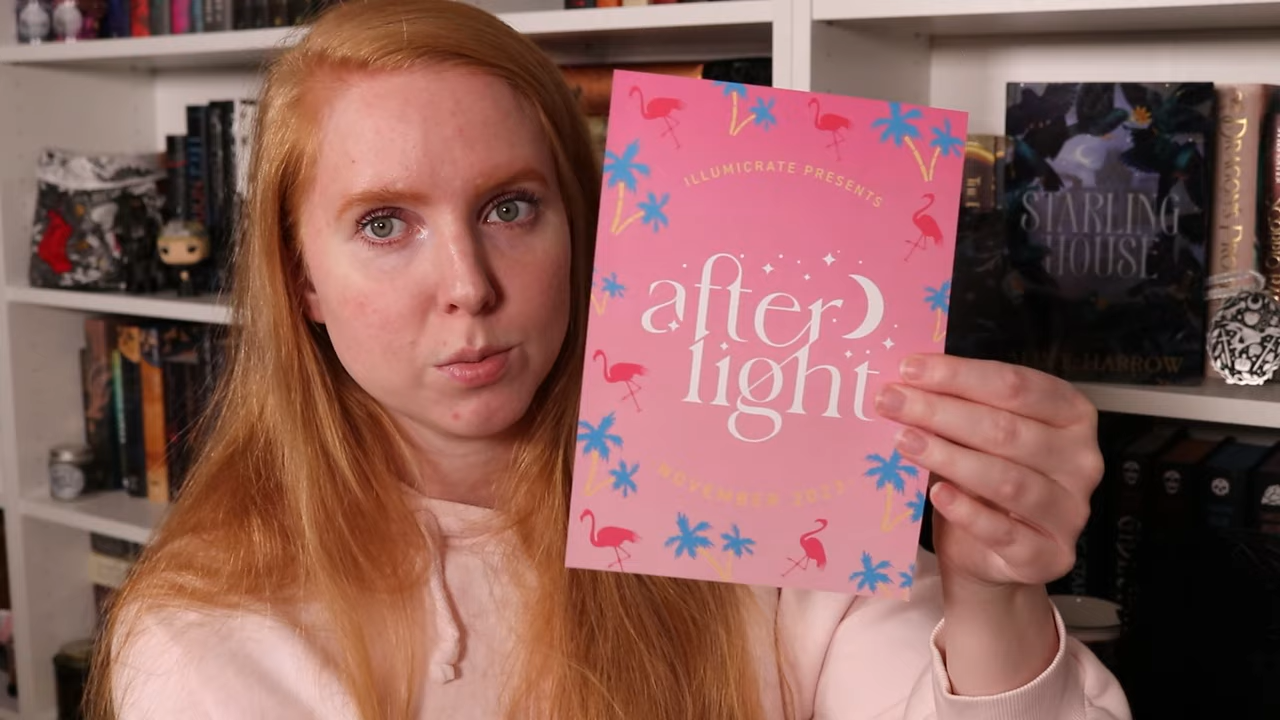 ILLUMICRATE PRESENTS
after
light
NOVEMBER 2023
STARLING
HOUSE
HARROW